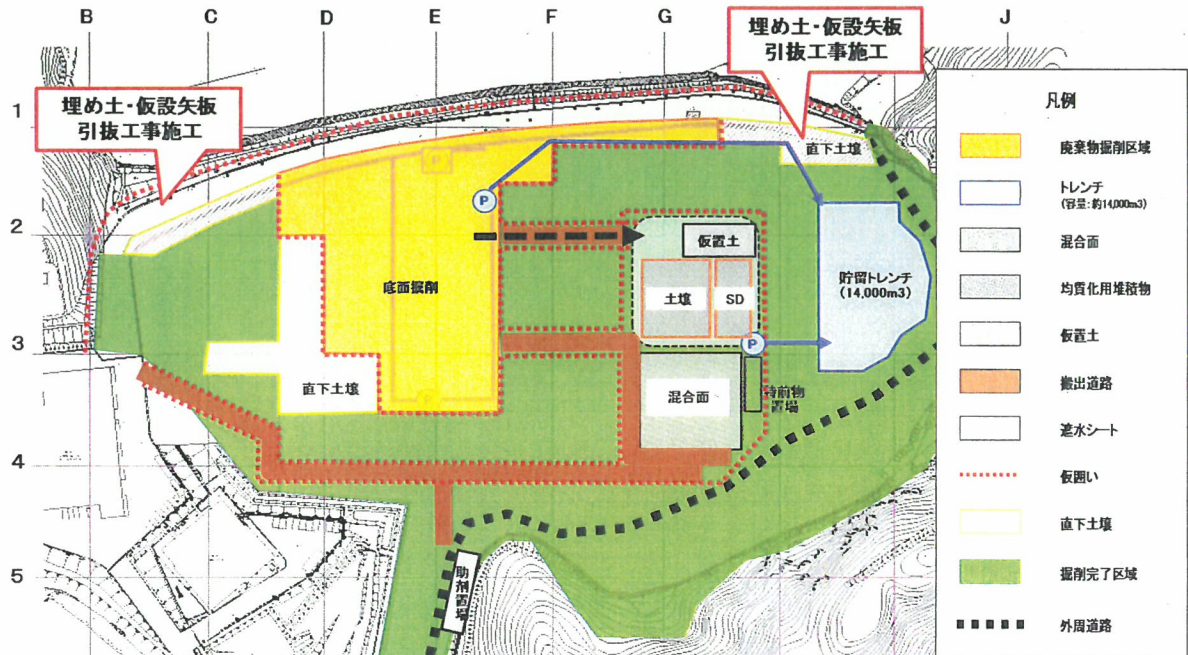 B C D E F G J
埋め土・仮設矢板
引抜工事施工
埋め土・仮設矢板
引抜工事施工
1
2
3
4
5
直下土壌
P
P
仮置土
底面掘削
土壌
SD
貯留トレンチ
(14,000m3)
P
直下土壌
混合面
置場
助剤置場
凡例
廃棄物掘削区域
トレンチ
(容量:約14,000m3)
混合面
均質化用堆積物
仮置土
搬出道路
遮水シート
仮囲い
直下土壌
掘削完了区域
外周道路